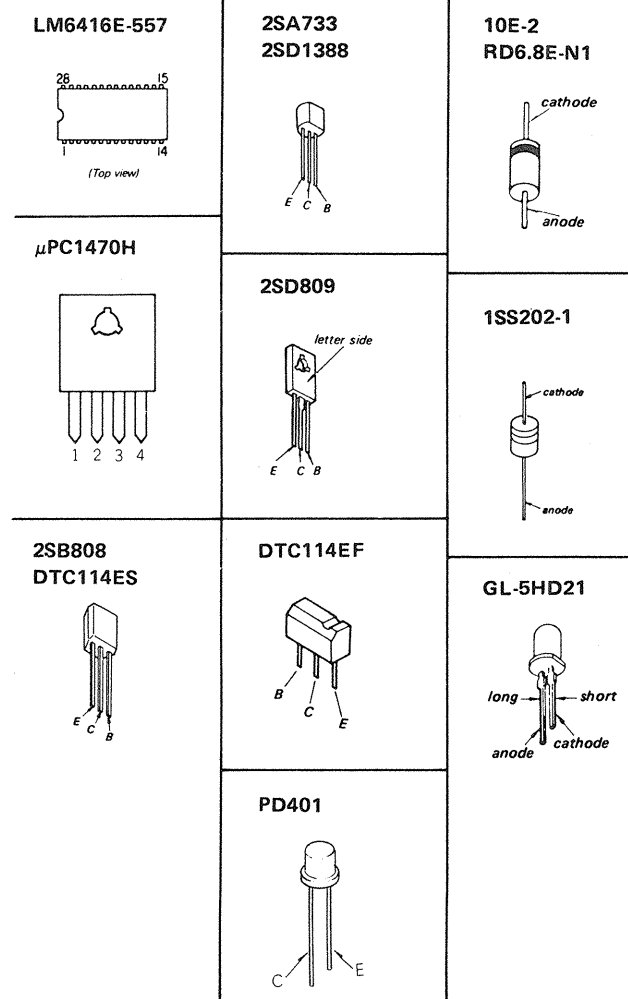 LM6416E-557
28 15
1 14
(Top view)
µPC1470H
1 2 3 4
2SB808
DTC114ES
E C B
2SA733
2SD1388
E C B
2SD809
letter side
E C B
DTC114EF
B C E
PD401
C E
10E-2
RD6.8E-N1
cathode
anode
1SS202-1
cathode
anode
GL-5HD21
long short
anode cathode